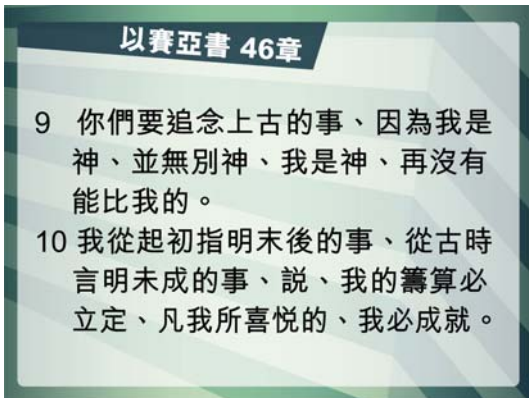 以賽亞書 46章
9 你們要追念上古的事、因為我是
神、並無別神、我是神、再沒有
能比我的。
10 我從起初指明末後的事、從古時
言明未成的事、説、我的籌算必
立定、凡我所喜悦的、我必成就。